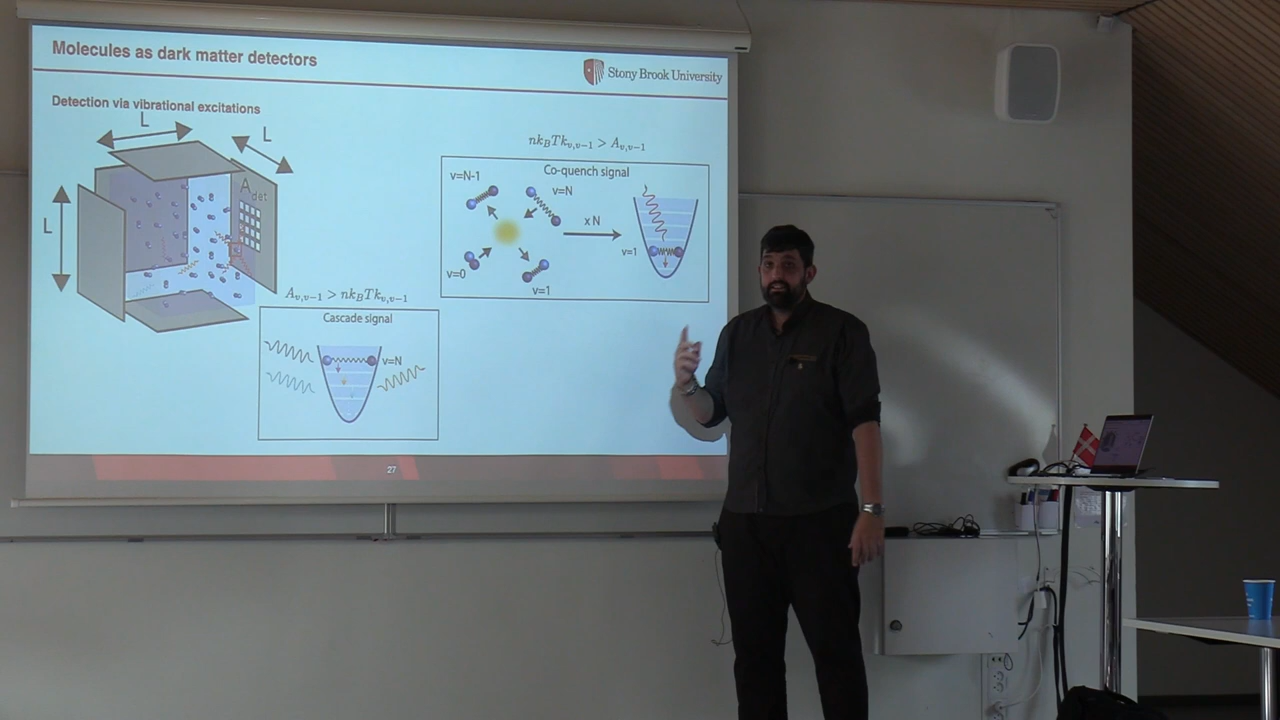 Molecules as dark matter detectors
Stony Brook University
Detection via vibrational excitations
L
L
L
A det
nk_BTk_{v,v-1} > A_{v,v-1}
Co-quench signal
v=N-1
v=N
x N
v=1
v=0
v=1
A_{v,v-1} > nk_BTk_{v,v-1}
Cascade signal
v=N
27